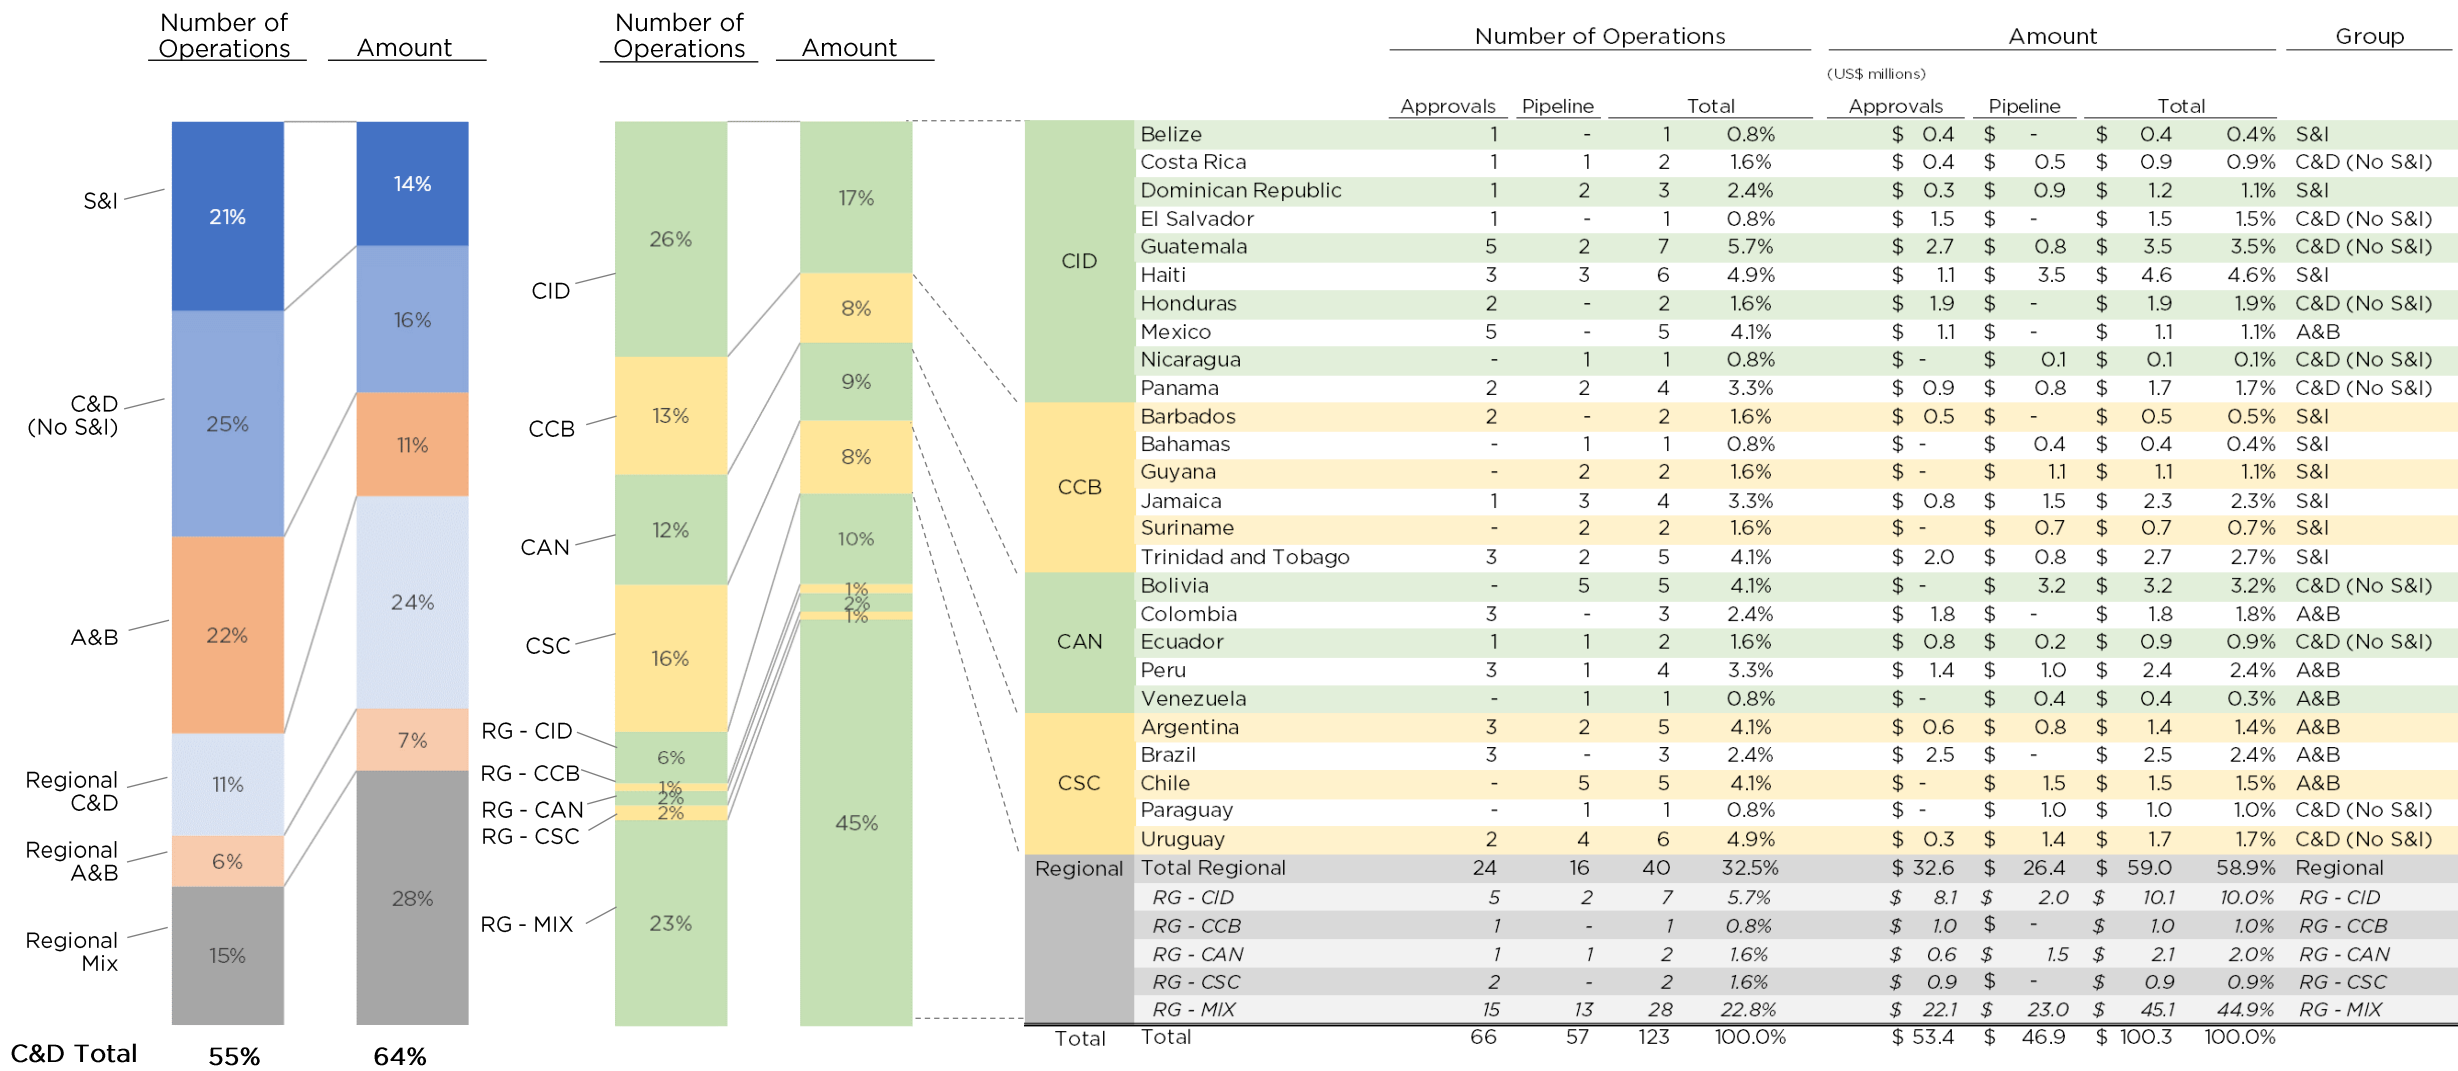 Number of
Operations
Amount
S&I
C&D
(No S&I)
A&B
Regional
C&D
Regional
A&B
Regional
Mix
21%
25%
22%
11%
6%
15%
14%
16%
11%
24%
7%
28%
C&D Total 55% 64%
Number of
Operations
Amount
CID
CCB
CAN
CSC
RG - CID
RG - CCB
RG - CAN
RG - CSC
RG - MIX
26%
13%
12%
16%
6%
1%
2%
2%
23%
17%
8%
9%
8%
10%
1%
2%
1%
45%
Number of Operations Amount Group
(US$ millions)
Approvals Pipeline Total Approvals Pipeline Total
CID
Belize 1 - 1 0.8% $ 0.4 $ - $ 0.4 0.4% S&I
Costa Rica 1 1 2 1.6% $ 0.4 $ 0.5 $ 0.9 0.9% C&D (No S&I)
Dominican Republic 1 2 3 2.4% $ 0.3 $ 0.9 $ 1.2 1.1% S&I
El Salvador 1 - 1 0.8% $ 1.5 $ - $ 1.5 1.5% C&D (No S&I)
Guatemala 5 2 7 5.7% $ 2.7 $ 0.8 $ 3.5 3.5% C&D (No S&I)
Haiti 3 3 6 4.9% $ 1.1 $ 3.5 $ 4.6 4.6% S&I
Honduras 2 - 2 1.6% $ 1.9 $ - $ 1.9 1.9% C&D (No S&I)
Mexico 5 - 5 4.1% $ 1.1 $ - $ 1.1 1.1% A&B
Nicaragua - 1 1 0.8% $ - $ 0.1 $ 0.1 0.1% C&D (No S&I)
Panama 2 2 4 3.3% $ 0.9 $ 0.8 $ 1.7 1.7% C&D (No S&I)
CCB
Barbados 2 - 2 1.6% $ 0.5 $ - $ 0.5 0.5% S&I
Bahamas - 1 1 0.8% $ - $ 0.4 $ 0.4 0.4% S&I
Guyana - 2 2 1.6% $ - $ 1.1 $ 1.1 1.1% S&I
Jamaica 1 3 4 3.3% $ 0.8 $ 1.5 $ 2.3 2.3% S&I
Suriname - 2 2 1.6% $ - $ 0.7 $ 0.7 0.7% S&I
Trinidad and Tobago 3 2 5 4.1% $ 2.0 $ 0.8 $ 2.7 2.7% S&I
CAN
Bolivia - 5 5 4.1% $ - $ 3.2 $ 3.2 3.2% C&D (No S&I)
Colombia 3 - 3 2.4% $ 1.8 $ - $ 1.8 1.8% A&B
Ecuador 1 1 2 1.6% $ 0.8 $ 0.2 $ 0.9 0.9% C&D (No S&I)
Peru 3 1 4 3.3% $ 1.4 $ 1.0 $ 2.4 2.4% A&B
Venezuela - 1 1 0.8% $ - $ 0.4 $ 0.4 0.3% A&B
CSC
Argentina 3 2 5 4.1% $ 0.6 $ 0.8 $ 1.4 1.4% A&B
Brazil 3 - 3 2.4% $ 2.5 $ - $ 2.5 2.4% A&B
Chile - 5 5 4.1% $ - $ 1.5 $ 1.5 1.5% A&B
Paraguay - 1 1 0.8% $ - $ 1.0 $ 1.0 1.0% C&D (No S&I)
Uruguay 2 4 6 4.9% $ 0.3 $ 1.4 $ 1.7 1.7% C&D (No S&I)
Regional Total Regional 24 16 40 32.5% $ 32.6 $ 26.4 $ 59.0 58.9% Regional
RG - CID 5 2 7 5.7% $ 8.1 $ 2.0 $ 10.1 10.0% RG - CID
RG - CCB 1 - 1 0.8% $ 1.0 $ - $ 1.0 1.0% RG - CCB
RG - CAN 1 1 2 1.6% $ 0.6 $ 1.5 $ 2.1 2.0% RG - CAN
RG - CSC 2 - 2 1.6% $ 0.9 $ - $ 0.9 0.9% RG - CSC
RG - MIX 15 13 28 22.8% $ 22.1 $ 23.0 $ 45.1 44.9% RG - MIX
Total Total 66 57 123 100.0% $ 53.4 $ 46.9 $ 100.3 100.0%